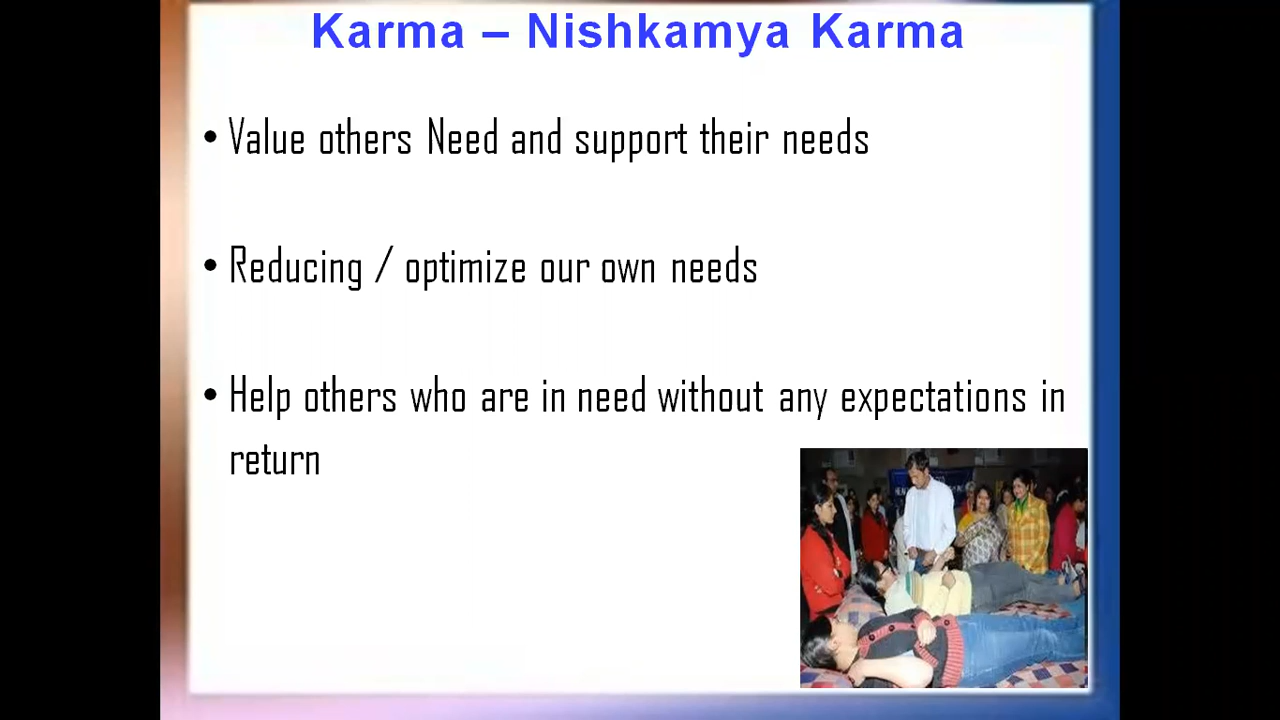 Karma – Nishkamya Karma
• Value others Need and support their needs
• Reducing / optimize our own needs
• Help others who are in need without any expectations in
return